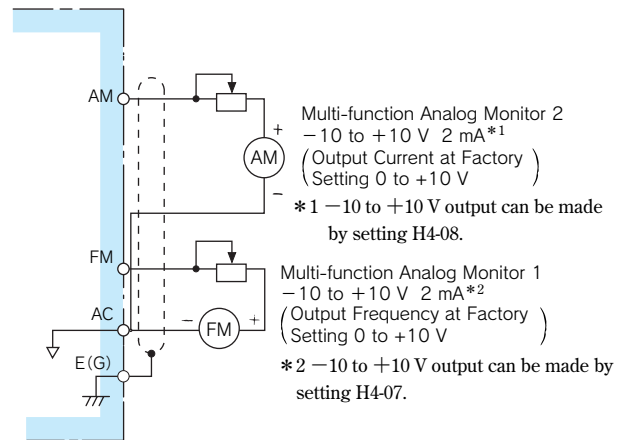 AM
Multi-function Analog Monitor 2
−10 to +10 V 2 mA*1
+
AM
(Output Current at Factory
Setting 0 to +10 V)
−
*1 −10 to +10 V output can be made
by setting H4-08.
FM
Multi-function Analog Monitor 1
−10 to +10 V 2 mA*2
AC
− FM +
(Output Frequency at Factory
Setting 0 to +10 V)
E(G)
*2 −10 to +10 V output can be made by
setting H4-07.